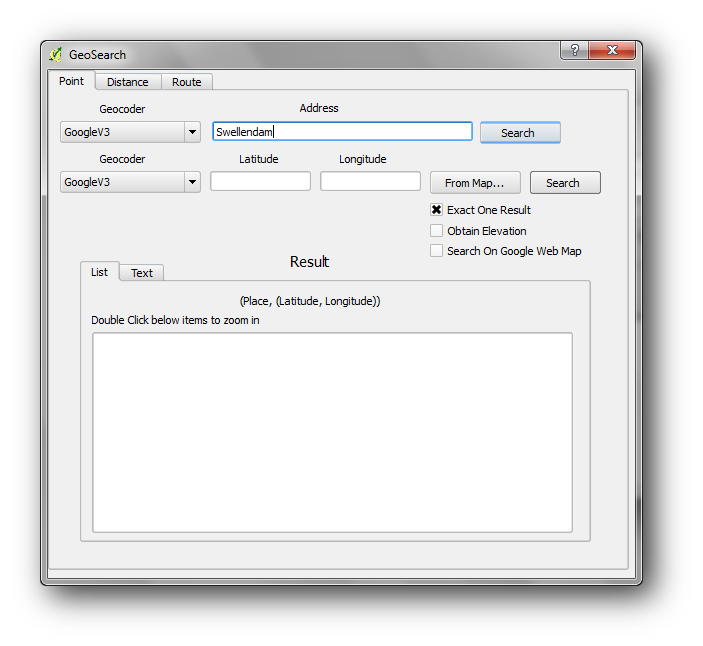 GeoSearch
?
Point Distance Route
Geocoder Address
GoogleV3 Swellendam Search
Geocoder Latitude Longitude
GoogleV3 From Map... Search
Exact One Result
Obtain Elevation
Search On Google Web Map
Result
List Text
(Place, (Latitude, Longitude))
Double Click below items to zoom in